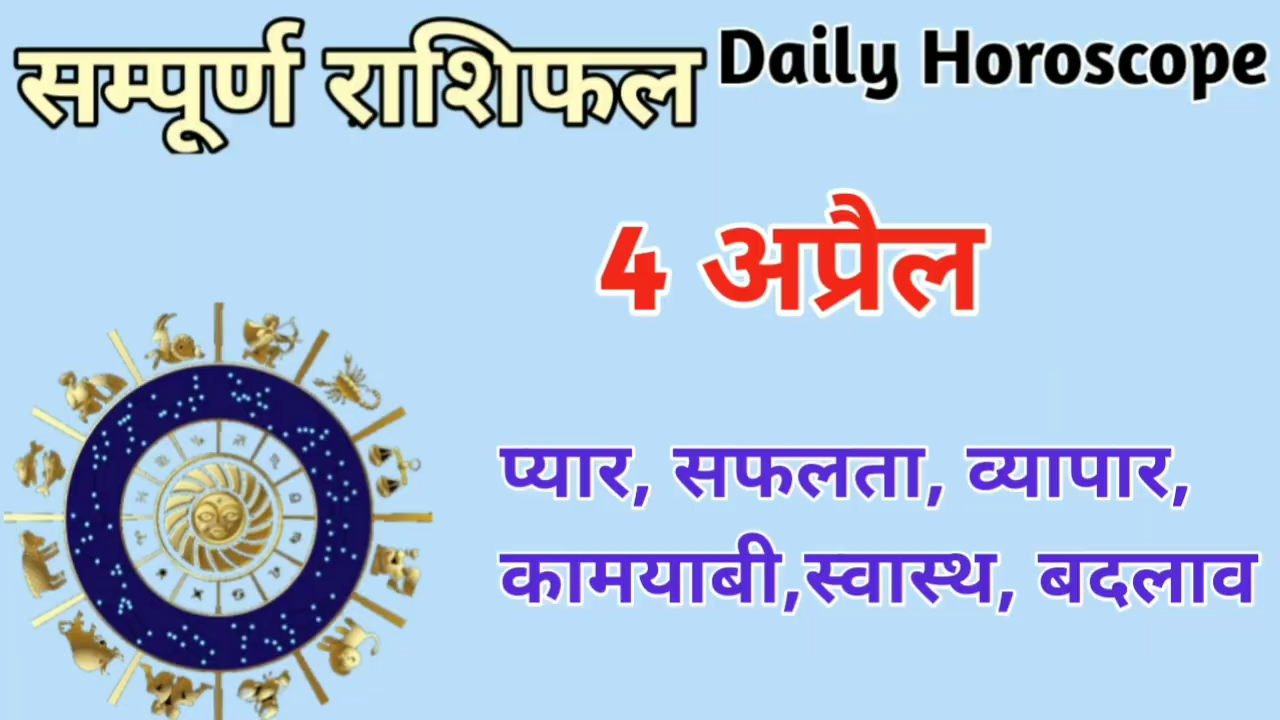 सम्पूर्ण राशिफल Daily Horoscope
4 अप्रैल
प्यार, सफलता, व्यापार,
कामयाबी,स्वास्थ, बदलाव